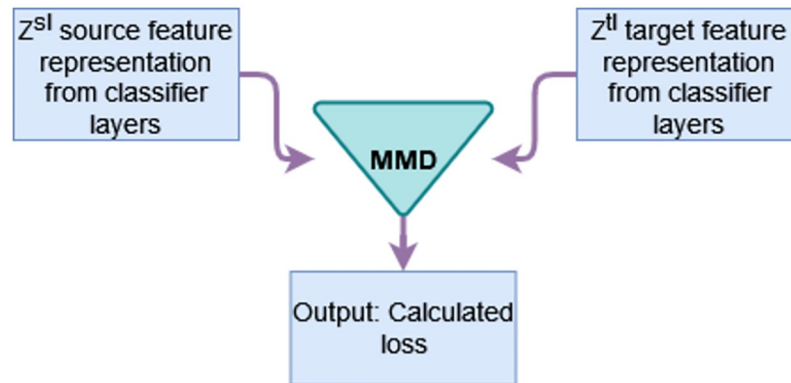 Z^sl source feature
representation
from classifier
layers
Z^tl target feature
representation
from classifier
layers
MMD
Output: Calculated
loss